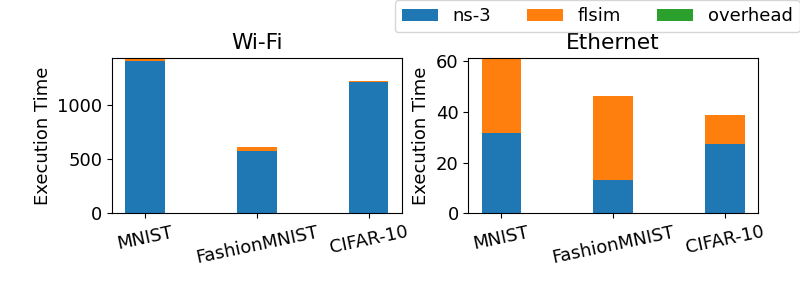 ns-3 flsim overhead
Wi-Fi
Execution Time
1000
500
0
MNIST FashionMNIST CIFAR-10
Ethernet
Execution Time
60
40
20
0
MNIST FashionMNIST CIFAR-10